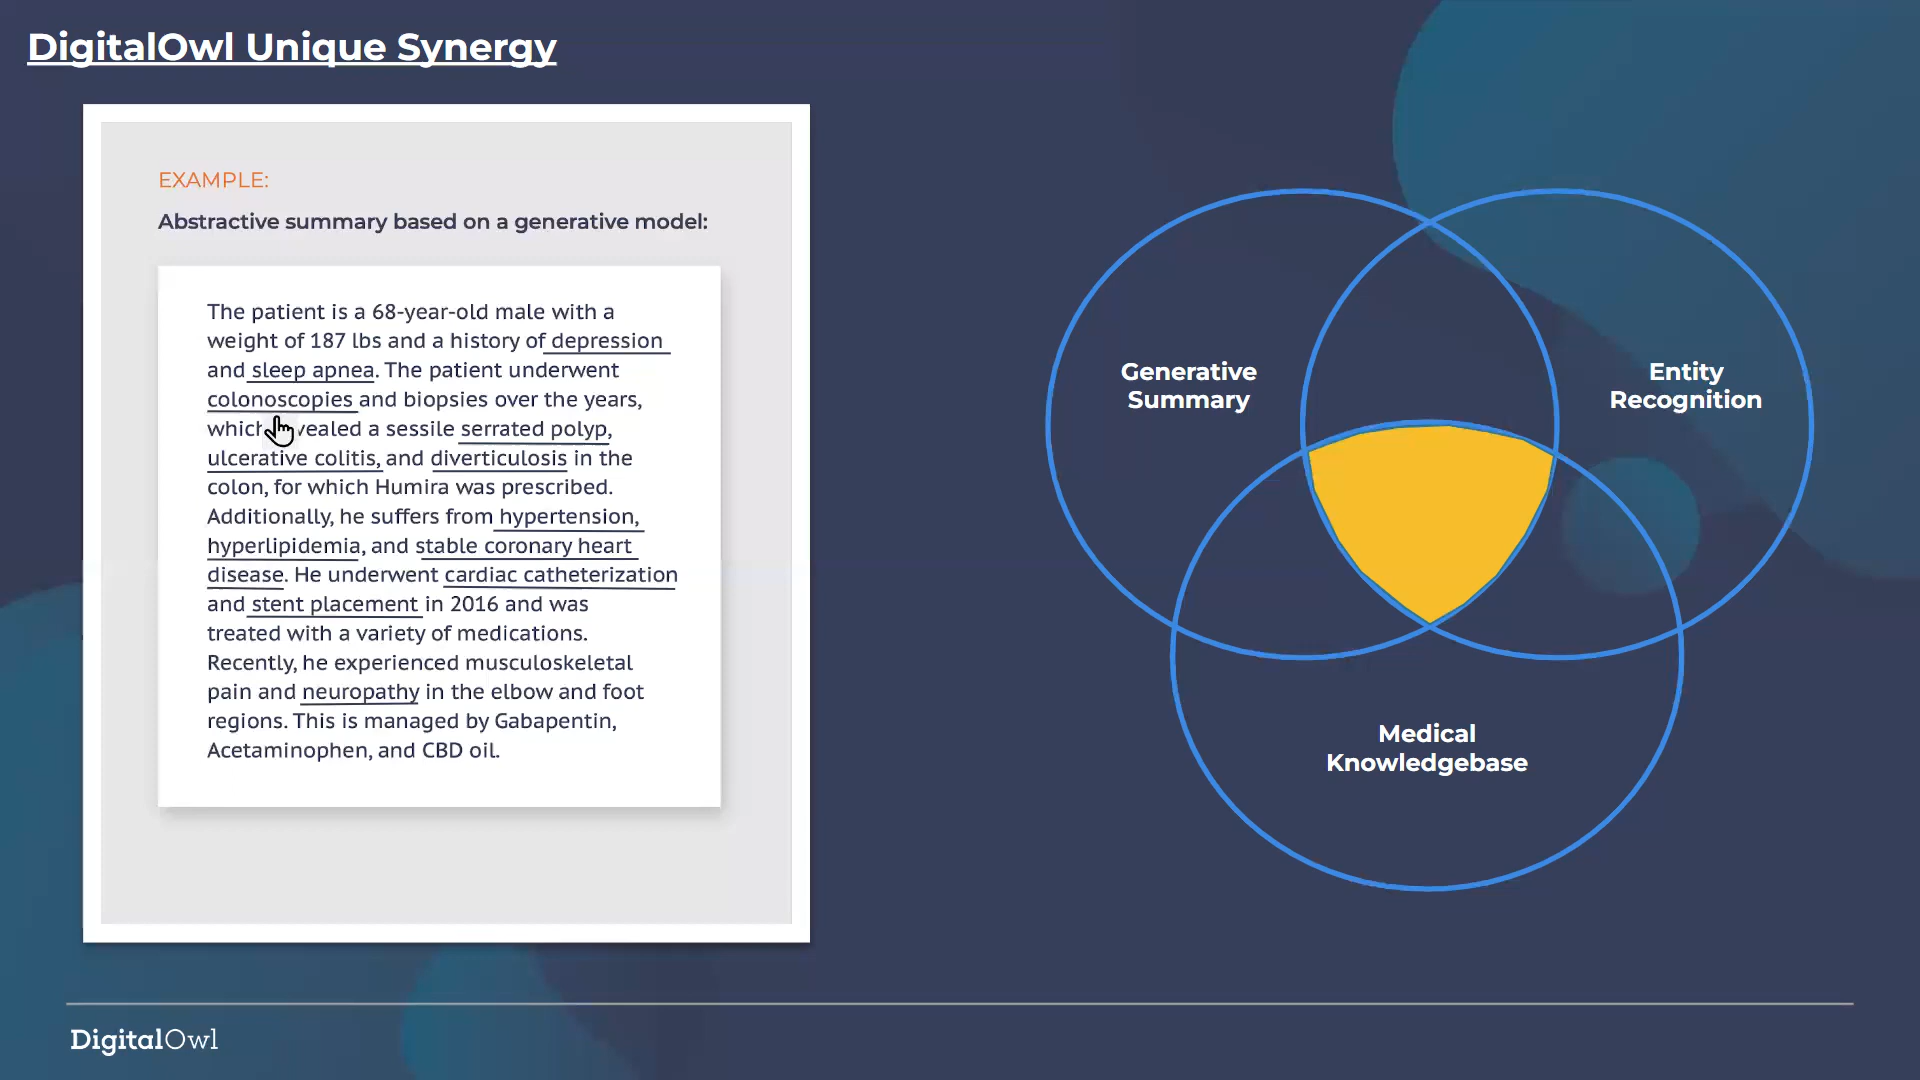 DigitalOwl Unique Synergy
EXAMPLE:
Abstractive summary based on a generative model:
The patient is a 68-year-old male with a
weight of 187 lbs and a history of depression
and sleep apnea. The patient underwent
colonoscopies and biopsies over the years,
which vealed a sessile serrated polyp,
ulcerative colitis, and diverticulosis in the
colon, for which Humira was prescribed.
Additionally, he suffers from hypertension,
hyperlipidemia, and stable coronary heart
disease. He underwent cardiac catheterization
and stent placement in 2016 and was
treated with a variety of medications.
Recently, he experienced musculoskeletal
pain and neuropathy in the elbow and foot
regions. This is managed by Gabapentin,
Acetaminophen, and CBD oil.
Generative
Summary
Entity
Recognition
Medical
Knowledgebase
DigitalOwl